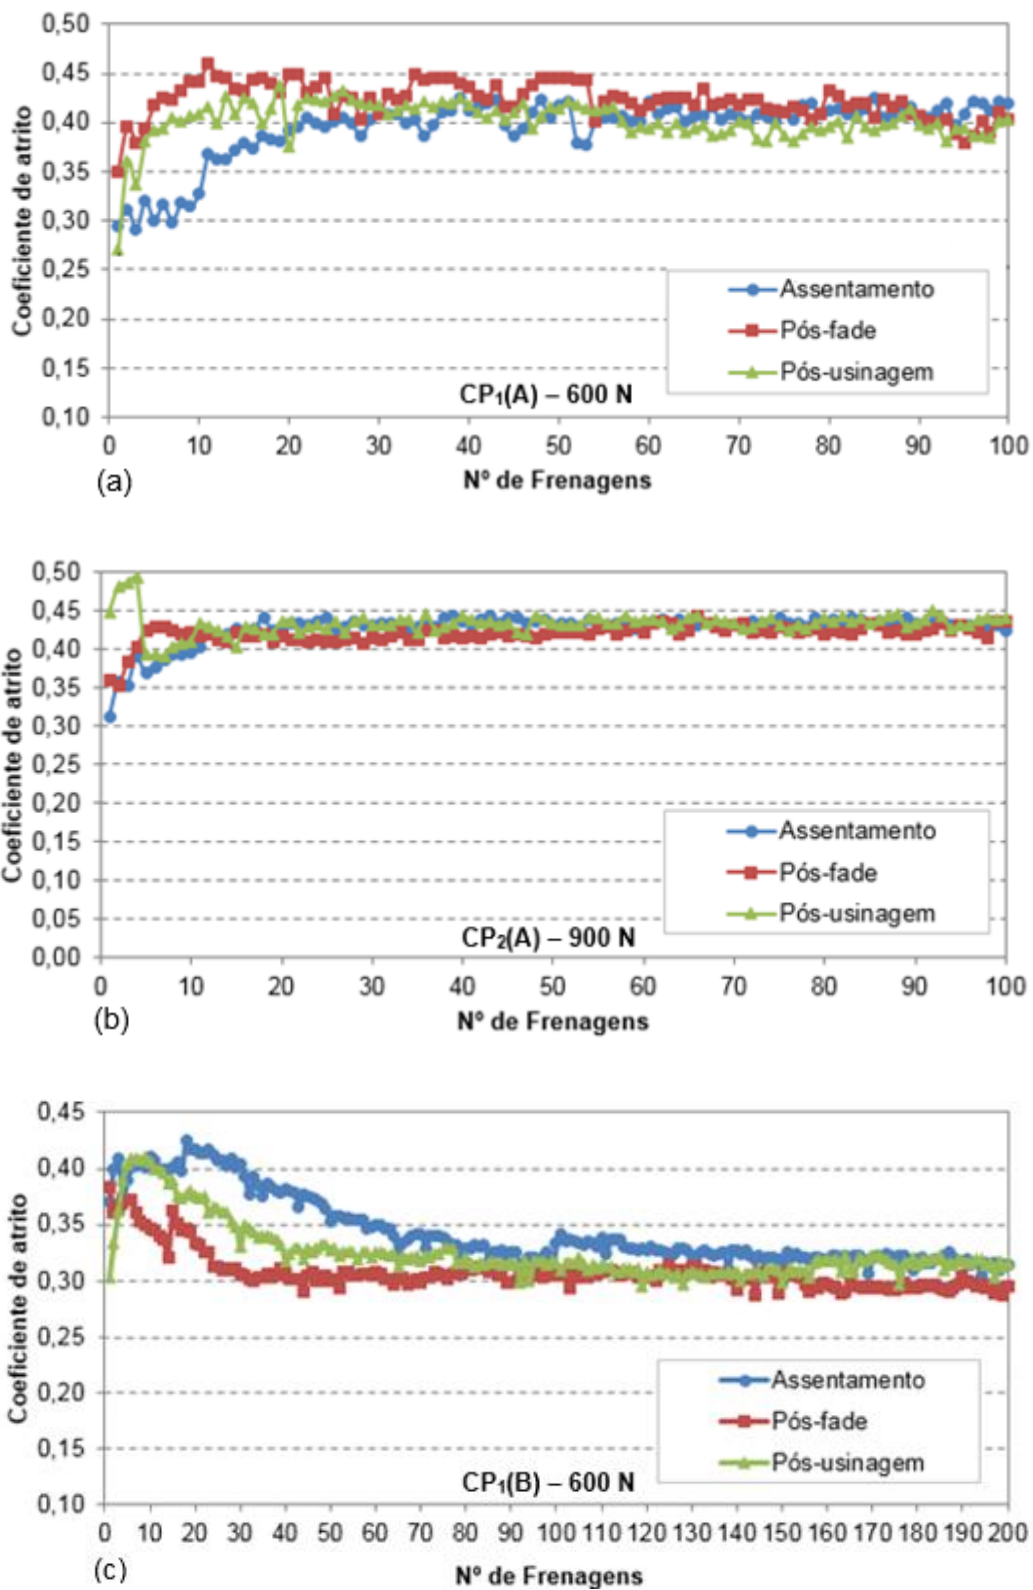 0,50
0,45
0,40
0,35
0,30
0,25
0,20
0,15
0,10
Coeficiente de atrito
Assentamento
Pós-fade
Pós-usinagem
CP₁(A) – 600 N
0 10 20 30 40 50 60 70 80 90 100
(a)
Nº de Frenagens
0,50
0,45
0,40
0,35
0,30
0,25
0,20
0,15
0,10
0,05
0,00
Coeficiente de atrito
Assentamento
Pós-fade
Pós-usinagem
CP₂(A) – 900 N
0 10 20 30 40 50 60 70 80 90 100
(b)
Nº de Frenagens
0,45
0,40
0,35
0,30
0,25
0,20
0,15
0,10
Coeficiente de atrito
Assentamento
Pós-fade
Pós-usinagem
CP₁(B) – 600 N
0 10 20 30 40 50 60 70 80 90 100 110 120 130 140 150 160 170 180 190 200
(c)
Nº de Frenagens